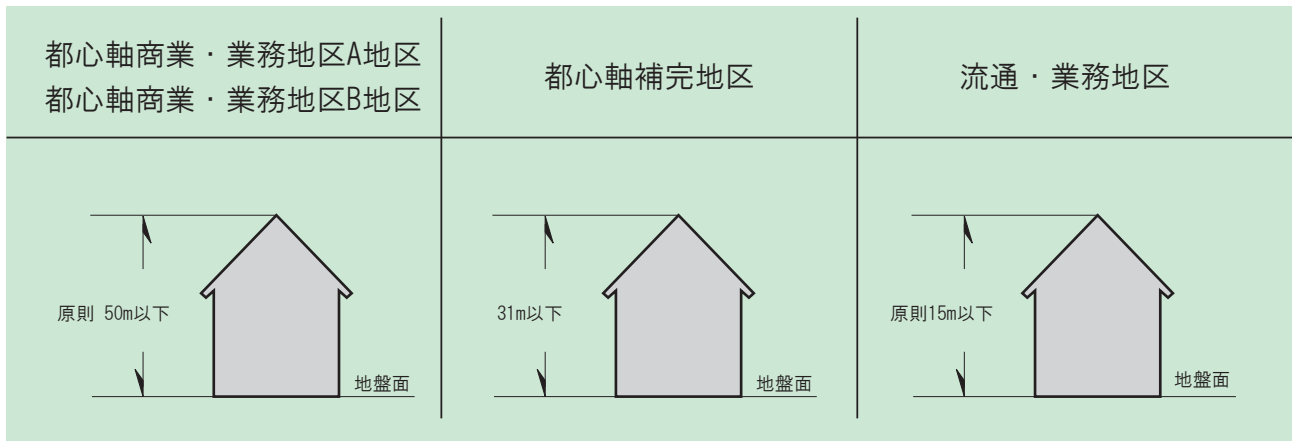 都心軸商業・業務地区A地区
都心軸商業・業務地区B地区
都心軸補完地区
流通・業務地区
原則 50m以下
地盤面
31m以下
地盤面
原則15m以下
地盤面